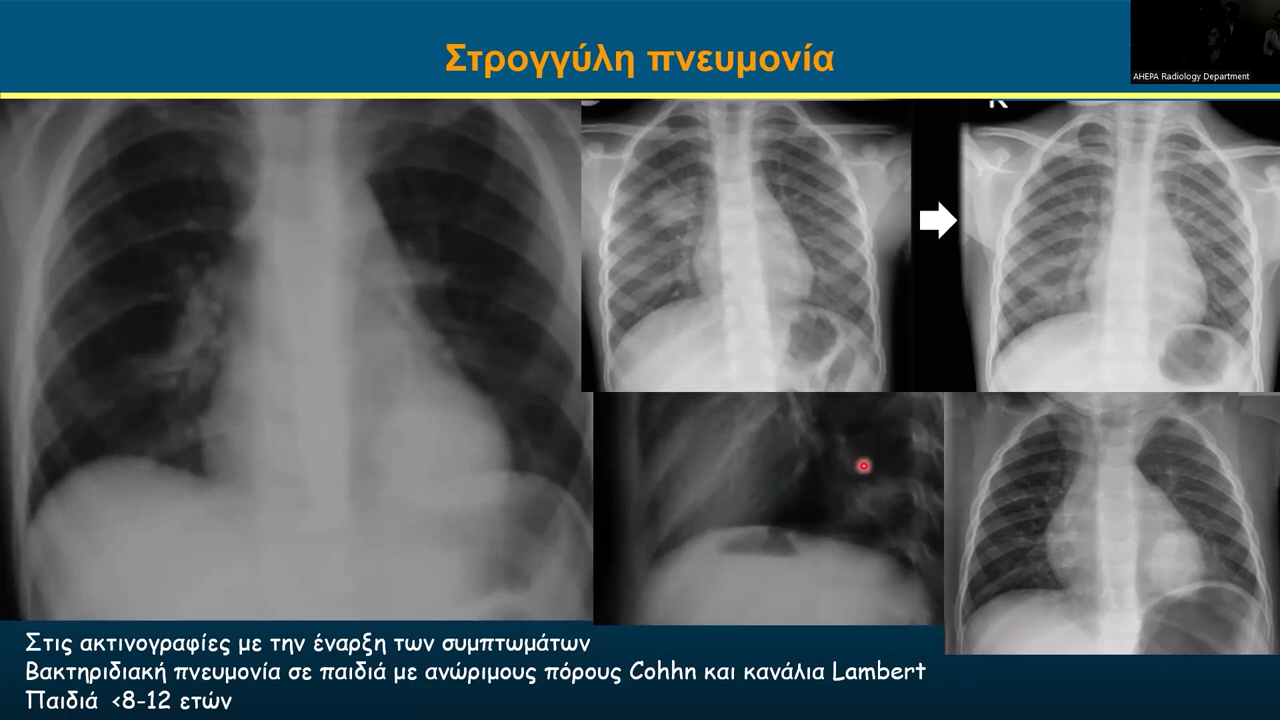 Στρογγύλη πνευμονία
AHEPA Radiology Department
R
Στις ακτινογραφίες με την έναρξη των συμπτωμάτων
Βακτηριδιακή πνευμονία σε παιδιά με ανώριμους πόρους Cohhn και κανάλια Lambert
Παιδιά <8-12 ετών